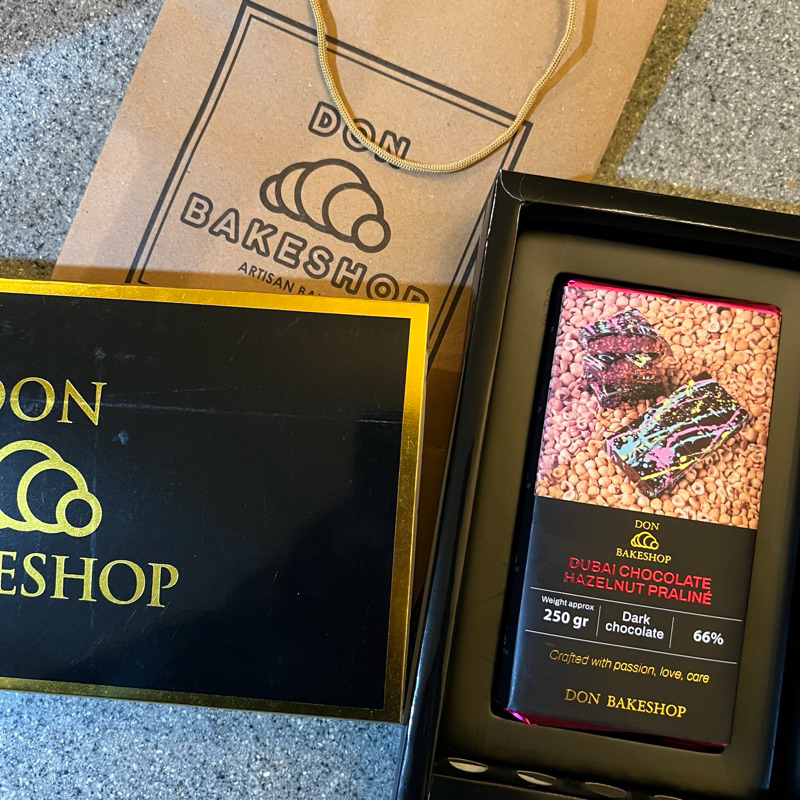 DON
BAKESHOP
ARTISAN
DON
ESHOP
DON
BAKESHOP
DUBAI CHOCOLATE
HAZELNUT PRALINÉ
Weight approx
250 gr
Dark
chocolate
66%
Crafted with passion, love, care
DON BAKESHOP